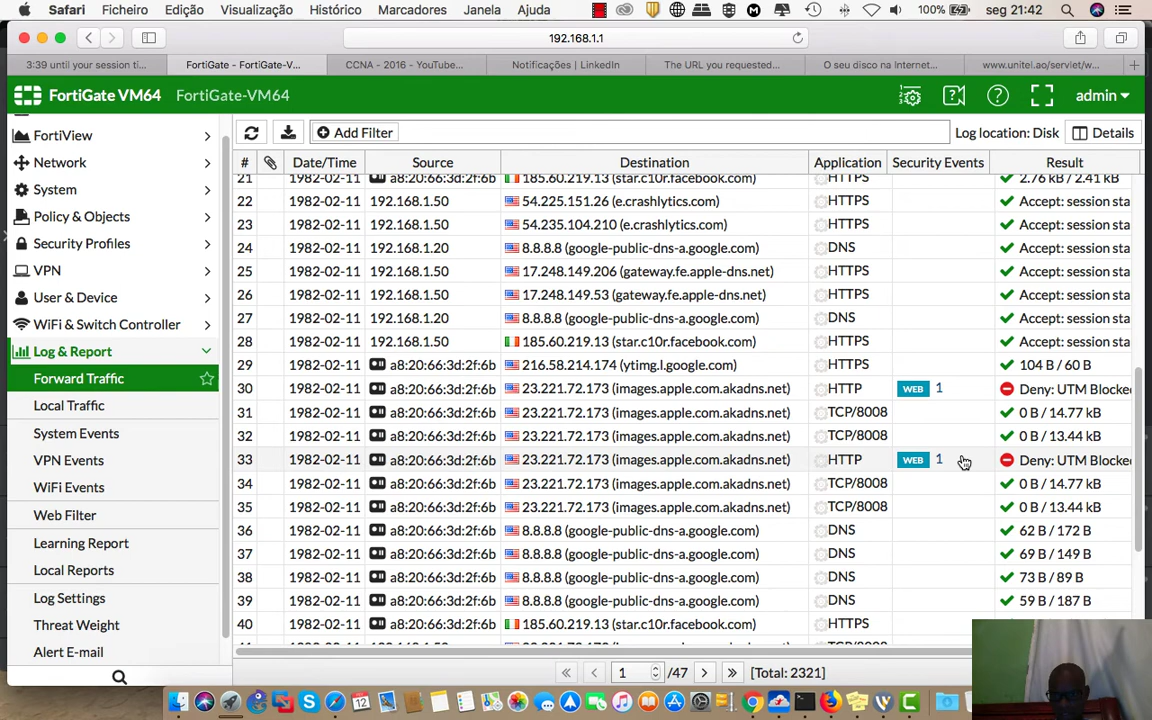 Safari Ficheiro Edição Visualização Histórico Marcadores Janela Ajuda 100% seg 21:42
192.168.1.1
3:39 until your session ti... FortiGate - FortiGate-V... CCNA - 2016 - YouTube... Notificações | LinkedIn The URL you requested... O seu disco na Internet... www.unitel.ao/servlet/w...
FortiGate VM64 FortiGate-VM64 admin
FortiView
Network
System
Policy & Objects
Security Profiles
VPN
User & Device
WiFi & Switch Controller
Log & Report
Forward Traffic
Local Traffic
System Events
VPN Events
WiFi Events
Web Filter
Learning Report
Local Reports
Log Settings
Threat Weight
Alert E-mail
Add Filter Log location: Disk Details
# Date/Time Source Destination Application Security Events Result
21 1982-02-11 a8:20:66:3d:2f:6b 185.60.219.13 (star.c10r.facebook.com) HTTPS 2.76 kB / 2.41 kB
22 1982-02-11 192.168.1.50 54.225.151.26 (e.crashlytics.com) HTTPS Accept: session sta
23 1982-02-11 192.168.1.50 54.235.104.210 (e.crashlytics.com) HTTPS Accept: session sta
24 1982-02-11 192.168.1.20 8.8.8.8 (google-public-dns-a.google.com) DNS Accept: session sta
25 1982-02-11 192.168.1.50 17.248.149.206 (gateway.fe.apple-dns.net) HTTPS Accept: session sta
26 1982-02-11 192.168.1.50 17.248.149.53 (gateway.fe.apple-dns.net) HTTPS Accept: session sta
27 1982-02-11 192.168.1.20 8.8.8.8 (google-public-dns-a.google.com) DNS Accept: session sta
28 1982-02-11 192.168.1.50 185.60.219.13 (star.c10r.facebook.com) HTTPS Accept: session sta
29 1982-02-11 a8:20:66:3d:2f:6b 216.58.214.174 (ytimg.l.google.com) HTTPS 104 B / 60 B
30 1982-02-11 a8:20:66:3d:2f:6b 23.221.72.173 (images.apple.com.akadns.net) HTTP WEB 1 Deny: UTM Blocked
31 1982-02-11 a8:20:66:3d:2f:6b 23.221.72.173 (images.apple.com.akadns.net) TCP/8008 0 B / 14.77 kB
32 1982-02-11 a8:20:66:3d:2f:6b 23.221.72.173 (images.apple.com.akadns.net) TCP/8008 0 B / 13.44 kB
33 1982-02-11 a8:20:66:3d:2f:6b 23.221.72.173 (images.apple.com.akadns.net) HTTP WEB 1 Deny: UTM Blocked
34 1982-02-11 a8:20:66:3d:2f:6b 23.221.72.173 (images.apple.com.akadns.net) TCP/8008 0 B / 14.77 kB
35 1982-02-11 a8:20:66:3d:2f:6b 23.221.72.173 (images.apple.com.akadns.net) TCP/8008 0 B / 13.44 kB
36 1982-02-11 a8:20:66:3d:2f:6b 8.8.8.8 (google-public-dns-a.google.com) DNS 62 B / 172 B
37 1982-02-11 a8:20:66:3d:2f:6b 8.8.8.8 (google-public-dns-a.google.com) DNS 69 B / 149 B
38 1982-02-11 a8:20:66:3d:2f:6b 8.8.8.8 (google-public-dns-a.google.com) DNS 73 B / 89 B
39 1982-02-11 a8:20:66:3d:2f:6b 8.8.8.8 (google-public-dns-a.google.com) DNS 59 B / 187 B
40 1982-02-11 a8:20:66:3d:2f:6b 185.60.219.13 (star.c10r.facebook.com) HTTPS
1 /47 [Total: 2321]